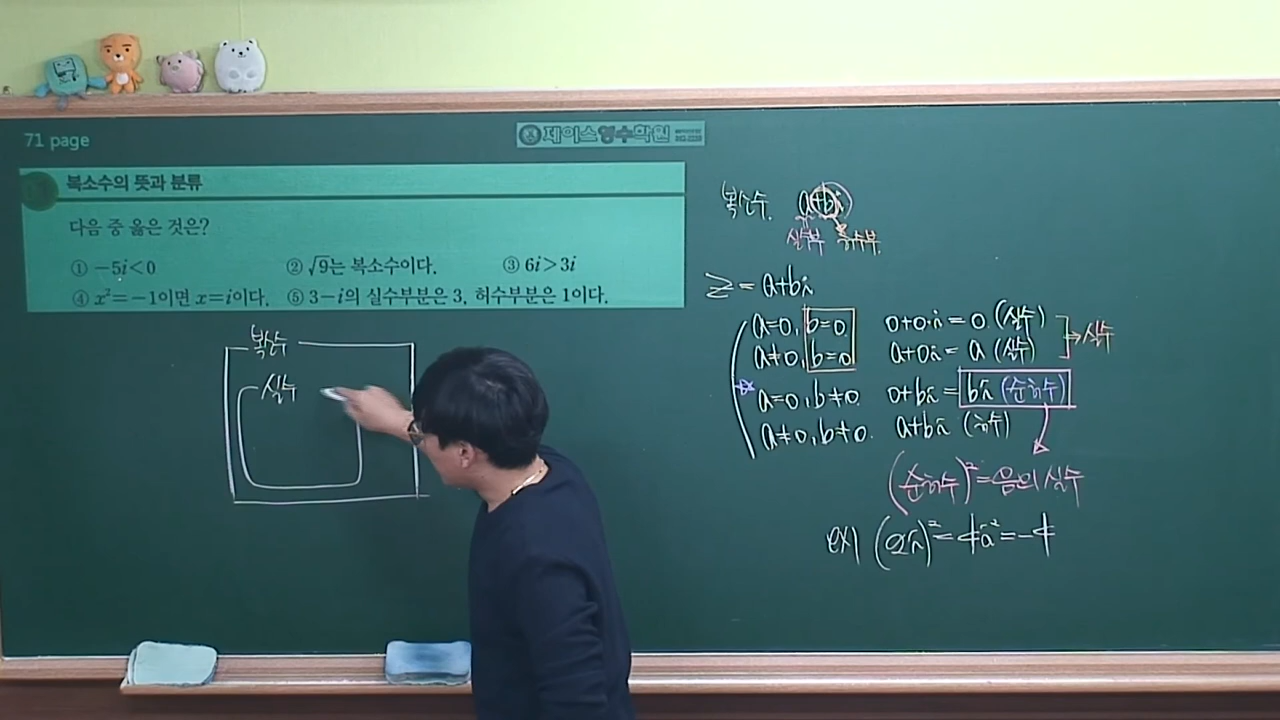 71 page
제이스영수학원
복소수의 뜻과 분류
다음 중 옳은 것은?
① −5i<0 ② √9는 복소수이다. ③ 6i>3i
④ x²=−1이면 x=i이다. ⑤ 3−i의 실수부분은 3, 허수부분은 1이다.
복소수
실수
복소수. a+bi
실수부 허수부.
Z=a+bi
a=0, b=0 0+0·i=0 (실수)
a≠0, b=0 a+0i=a (실수)
→실수
a=0, b≠0. 0+bi=bi (순허수)
a≠0, b≠0. a+bi (허수)
(순허수)²=음의 실수
ex) (2i)²=4i²=-4